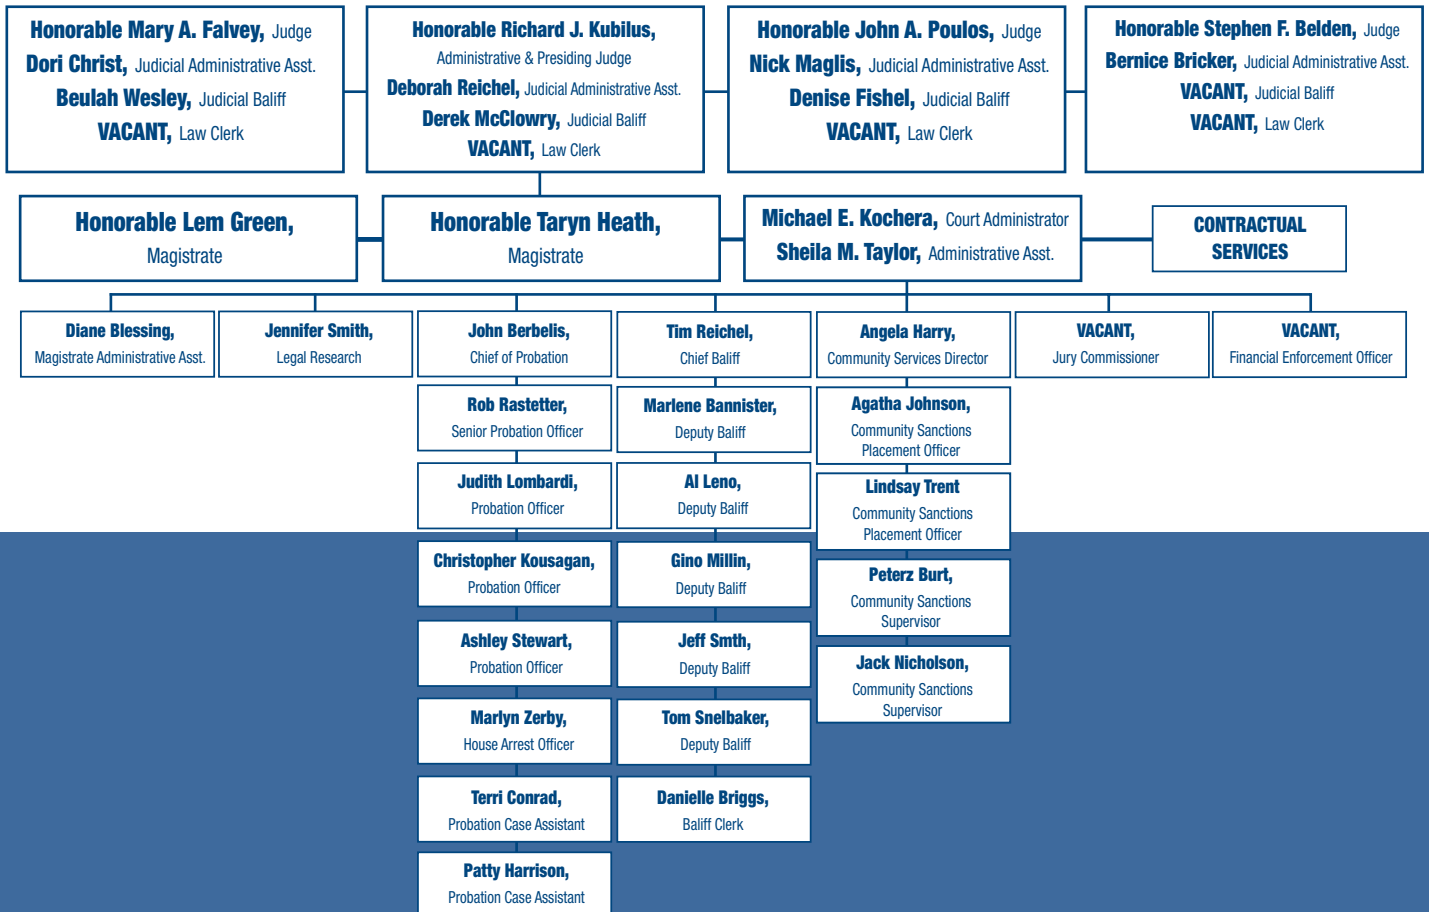 Honorable Mary A. Falvey, Judge
Dori Christ, Judicial Administrative Asst.
Beulah Wesley, Judicial Baliff
VACANT, Law Clerk
Honorable Richard J. Kubilus,
Administrative & Presiding Judge
Deborah Reichel, Judicial Administrative Asst.
Derek McClowry, Judicial Baliff
VACANT, Law Clerk
Honorable John A. Poulos, Judge
Nick Maglis, Judicial Administrative Asst.
Denise Fishel, Judicial Baliff
VACANT, Law Clerk
Honorable Stephen F. Belden, Judge
Bernice Bricker, Judicial Administrative Asst.
VACANT, Judicial Baliff
VACANT, Law Clerk
Honorable Lem Green,
Magistrate
Honorable Taryn Heath,
Magistrate
Michael E. Kochera, Court Administrator
Sheila M. Taylor, Administrative Asst.
CONTRACTUAL
SERVICES
Diane Blessing,
Magistrate Administrative Asst.
Jennifer Smith,
Legal Research
John Berbelis,
Chief of Probation
Tim Reichel,
Chief Baliff
Angela Harry,
Community Services Director
VACANT,
Jury Commissioner
VACANT,
Financial Enforcement Officer
Rob Rastetter,
Senior Probation Officer
Judith Lombardi,
Probation Officer
Christopher Kousagan,
Probation Officer
Ashley Stewart,
Probation Officer
Marlyn Zerby,
House Arrest Officer
Terri Conrad,
Probation Case Assistant
Patty Harrison,
Probation Case Assistant
Marlene Bannister,
Deputy Baliff
Al Leno,
Deputy Baliff
Gino Millin,
Deputy Baliff
Jeff Smth,
Deputy Baliff
Tom Snelbaker,
Deputy Baliff
Danielle Briggs,
Baliff Clerk
Agatha Johnson,
Community Sanctions
Placement Officer
Lindsay Trent
Community Sanctions
Placement Officer
Peterz Burt,
Community Sanctions
Supervisor
Jack Nicholson,
Community Sanctions
Supervisor